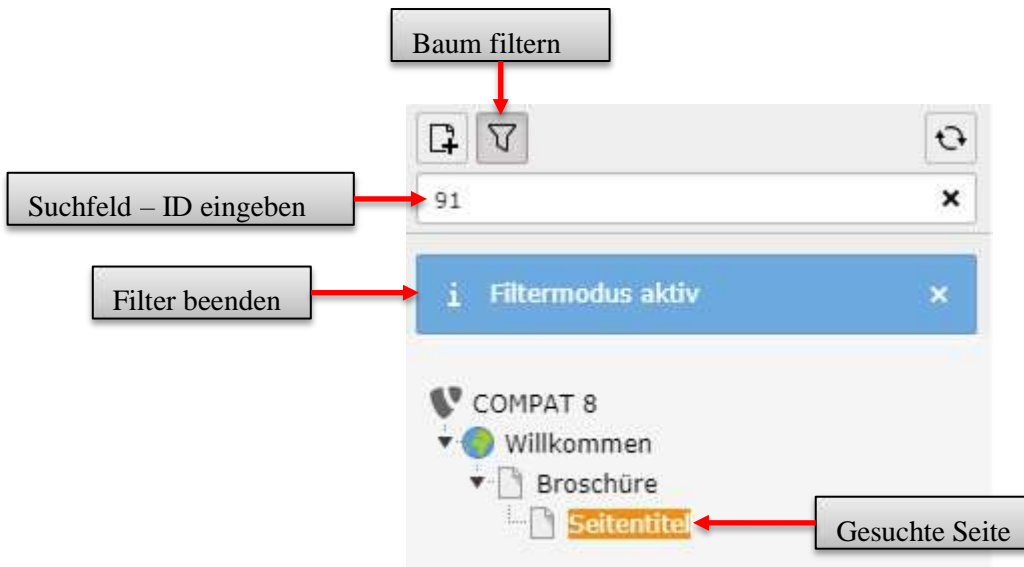 Baum filtern
91
Suchfeld – ID eingeben
Filtermodus aktiv
Filter beenden
COMPAT 8
Willkommen
Broschüre
Seitentitel
Gesuchte Seite